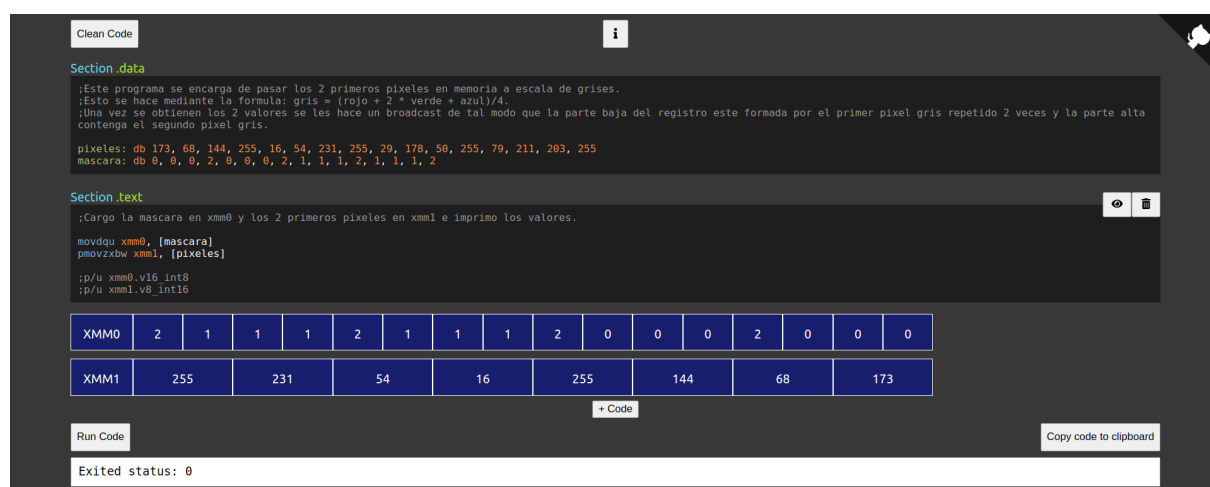 Clean Code
i
Section .data
;Este programa se encarga de pasar los 2 primeros pixeles en memoria a escala de grises.
;Esto se hace mediante la formula: gris = (rojo + 2 * verde + azul)/4.
;Una vez se obtienen los 2 valores se les hace un broadcast de tal modo que la parte baja del registro este formada por el primer pixel gris repetido 2 veces y la parte alta
contenga el segundo pixel gris.
pixeles: db 173, 68, 144, 255, 16, 54, 231, 255, 29, 178, 50, 255, 79, 211, 203, 255
mascara: db 0, 0, 0, 2, 0, 0, 0, 2, 1, 1, 1, 2, 1, 1, 1, 2
Section .text
;Cargo la mascara en xmm0 y los 2 primeros pixeles en xmm1 e imprimo los valores.
movdqu xmm0, [mascara]
pmovzxbw xmm1, [pixeles]
;p/u xmm0.v16_int8
;p/u xmm1.v8_int16
XMM0 2 1 1 1 2 1 1 1 2 0 0 0 2 0 0 0
XMM1 255 231 54 16 255 144 68 173
+ Code
Run Code
Copy code to clipboard
Exited status: 0